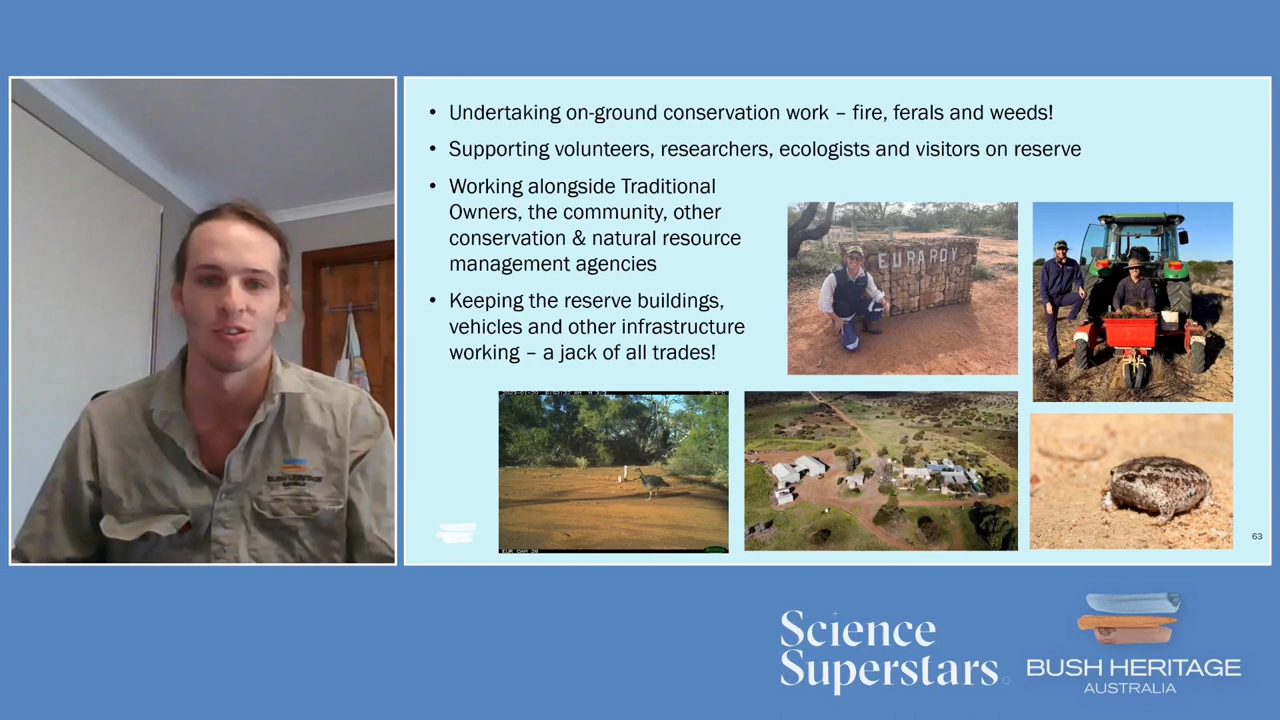 • Undertaking on-ground conservation work – fire, ferals and weeds!
• Supporting volunteers, researchers, ecologists and visitors on reserve
• Working alongside Traditional
Owners, the community, other
conservation & natural resource
management agencies
• Keeping the reserve buildings,
vehicles and other infrastructure
working – a jack of all trades!
EURARDY
BUSH HERITAGE
63
Science
Superstars.
BUSH HERITAGE
AUSTRALIA